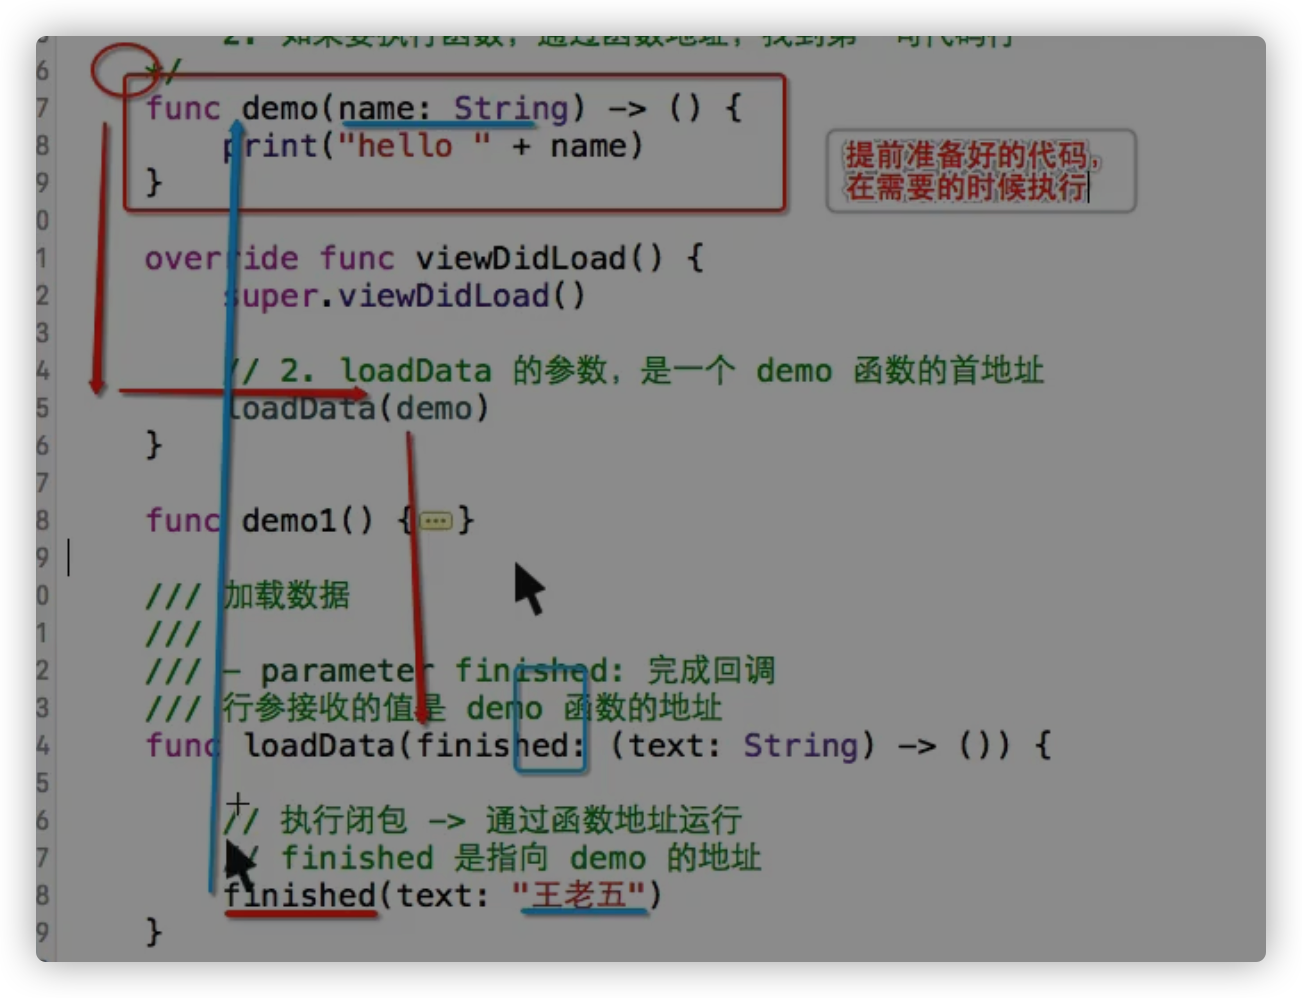 6 */
7 func demo(name: String) -> () {
8 print("hello " + name)
9 }
提前准备好的代码，
在需要的时候执行
0
1 override func viewDidLoad() {
2 super.viewDidLoad()
3
4 // 2. loadData 的参数，是一个 demo 函数的首地址
5 loadData(demo)
6 }
7
8 func demo1() {...}
9
0 /// 加载数据
1 ///
2 /// - parameter finished: 完成回调
3 /// 行参接收的值是 demo 函数的地址
4 func loadData(finished: (text: String) -> ()) {
5
6 // 执行闭包 -> 通过函数地址运行
7 // finished 是指向 demo 的地址
8 finished(text: "王老五")
9 }